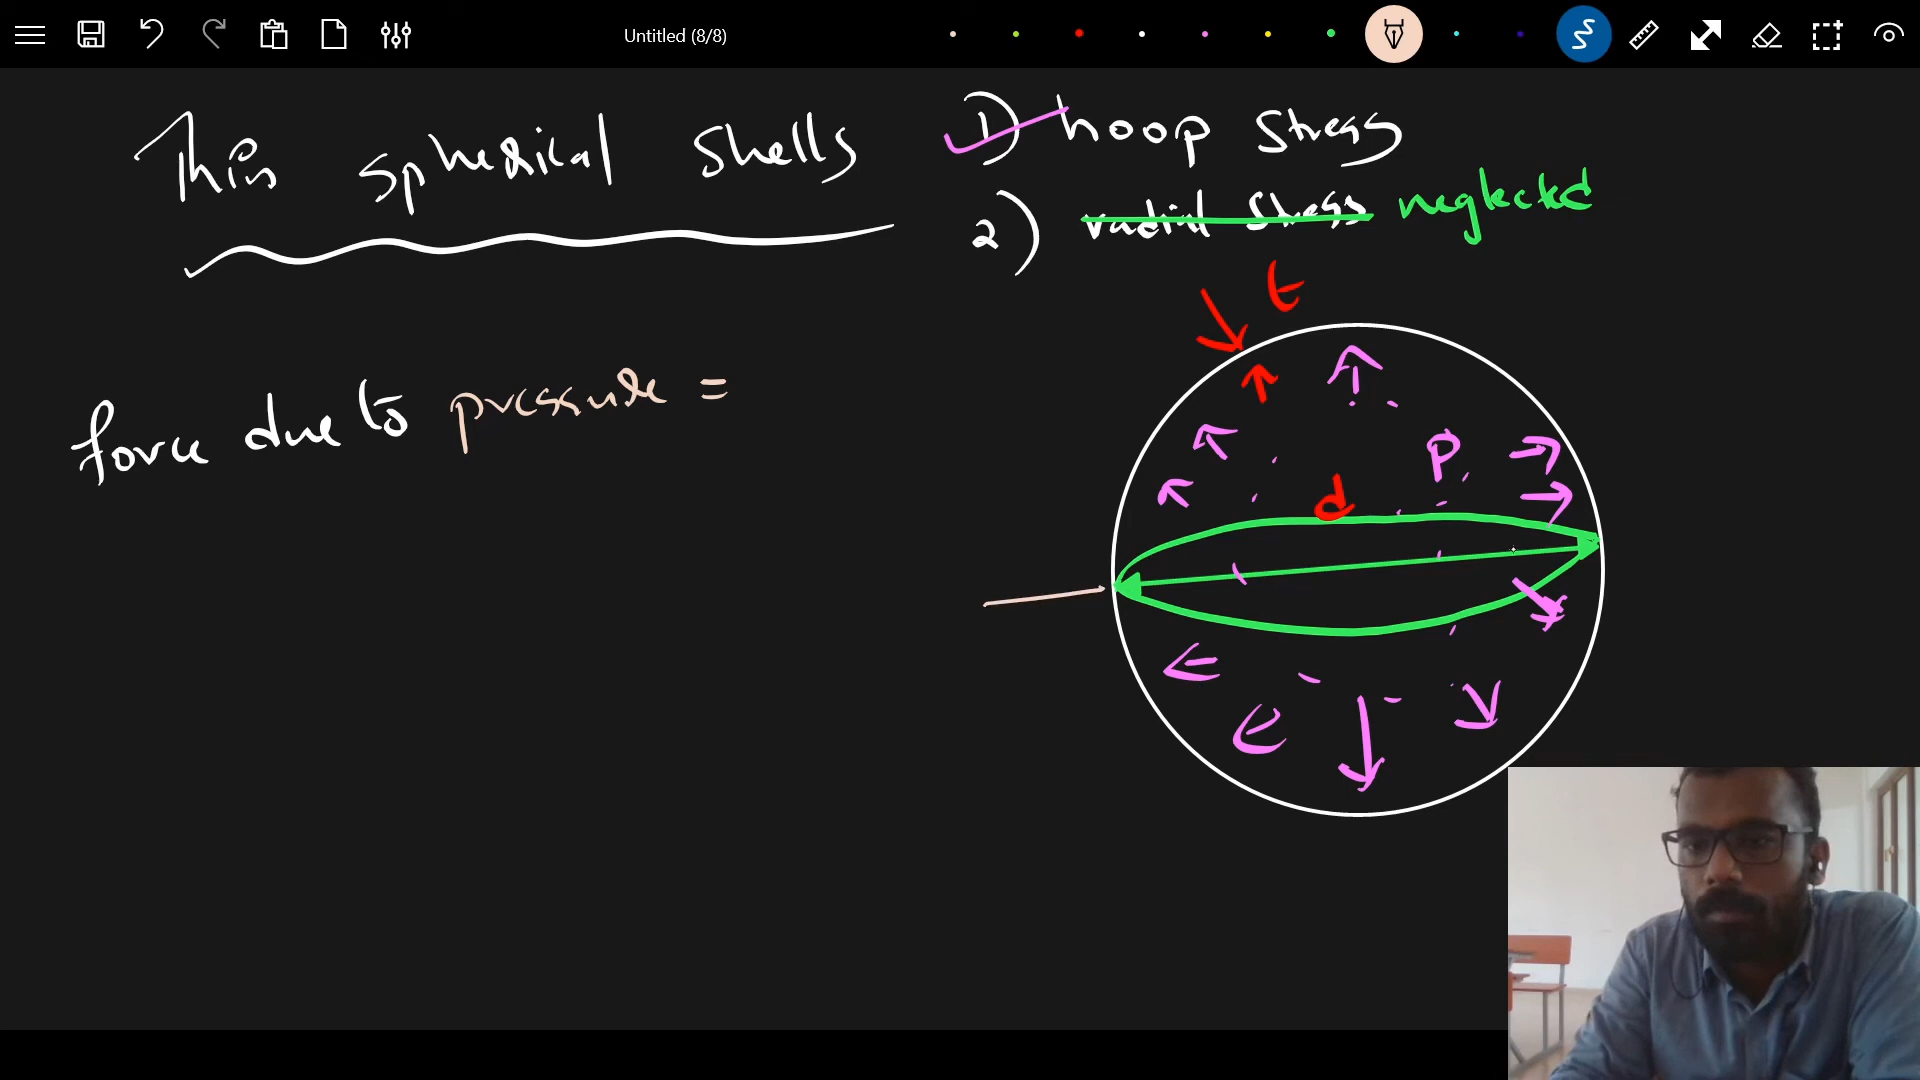 Untitled (8/8)
Thin spherical shells
1) hoop stress
2) radial stress neglected
t
force due to pressure =
P
d